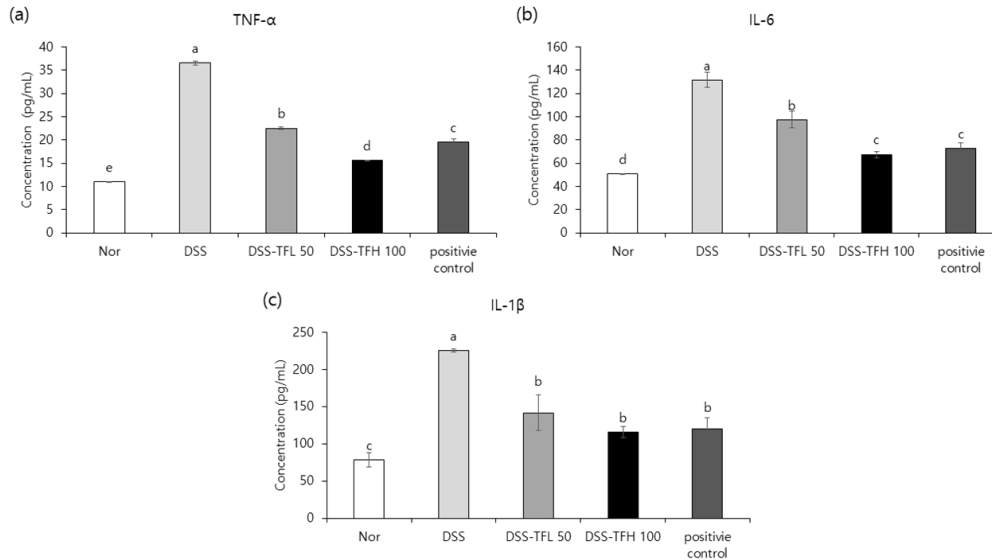 (a)
TNF-α
Concentration (pg/mL)
40
35
30
25
20
15
10
5
0
e
a
b
d
c
Nor
DSS
DSS-TFL 50
DSS-TFH 100
positivie
control
(b)
IL-6
Concentration (pg/mL)
160
140
120
100
80
60
40
20
0
d
a
b
c
c
Nor
DSS
DSS-TFL 50
DSS-TFH 100
positivie
control
(c)
IL-1β
Concentration (pg/mL)
250
200
150
100
50
0
c
a
b
b
b
Nor
DSS
DSS-TFL 50
DSS-TFH 100
positivie
control